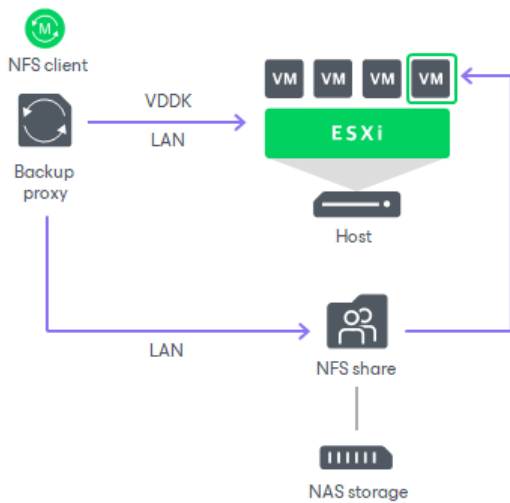 M
NFS client
Backup
proxy
VDDK
LAN
VM VM VM VM
ESXi
Host
LAN
NFS share
NAS storage